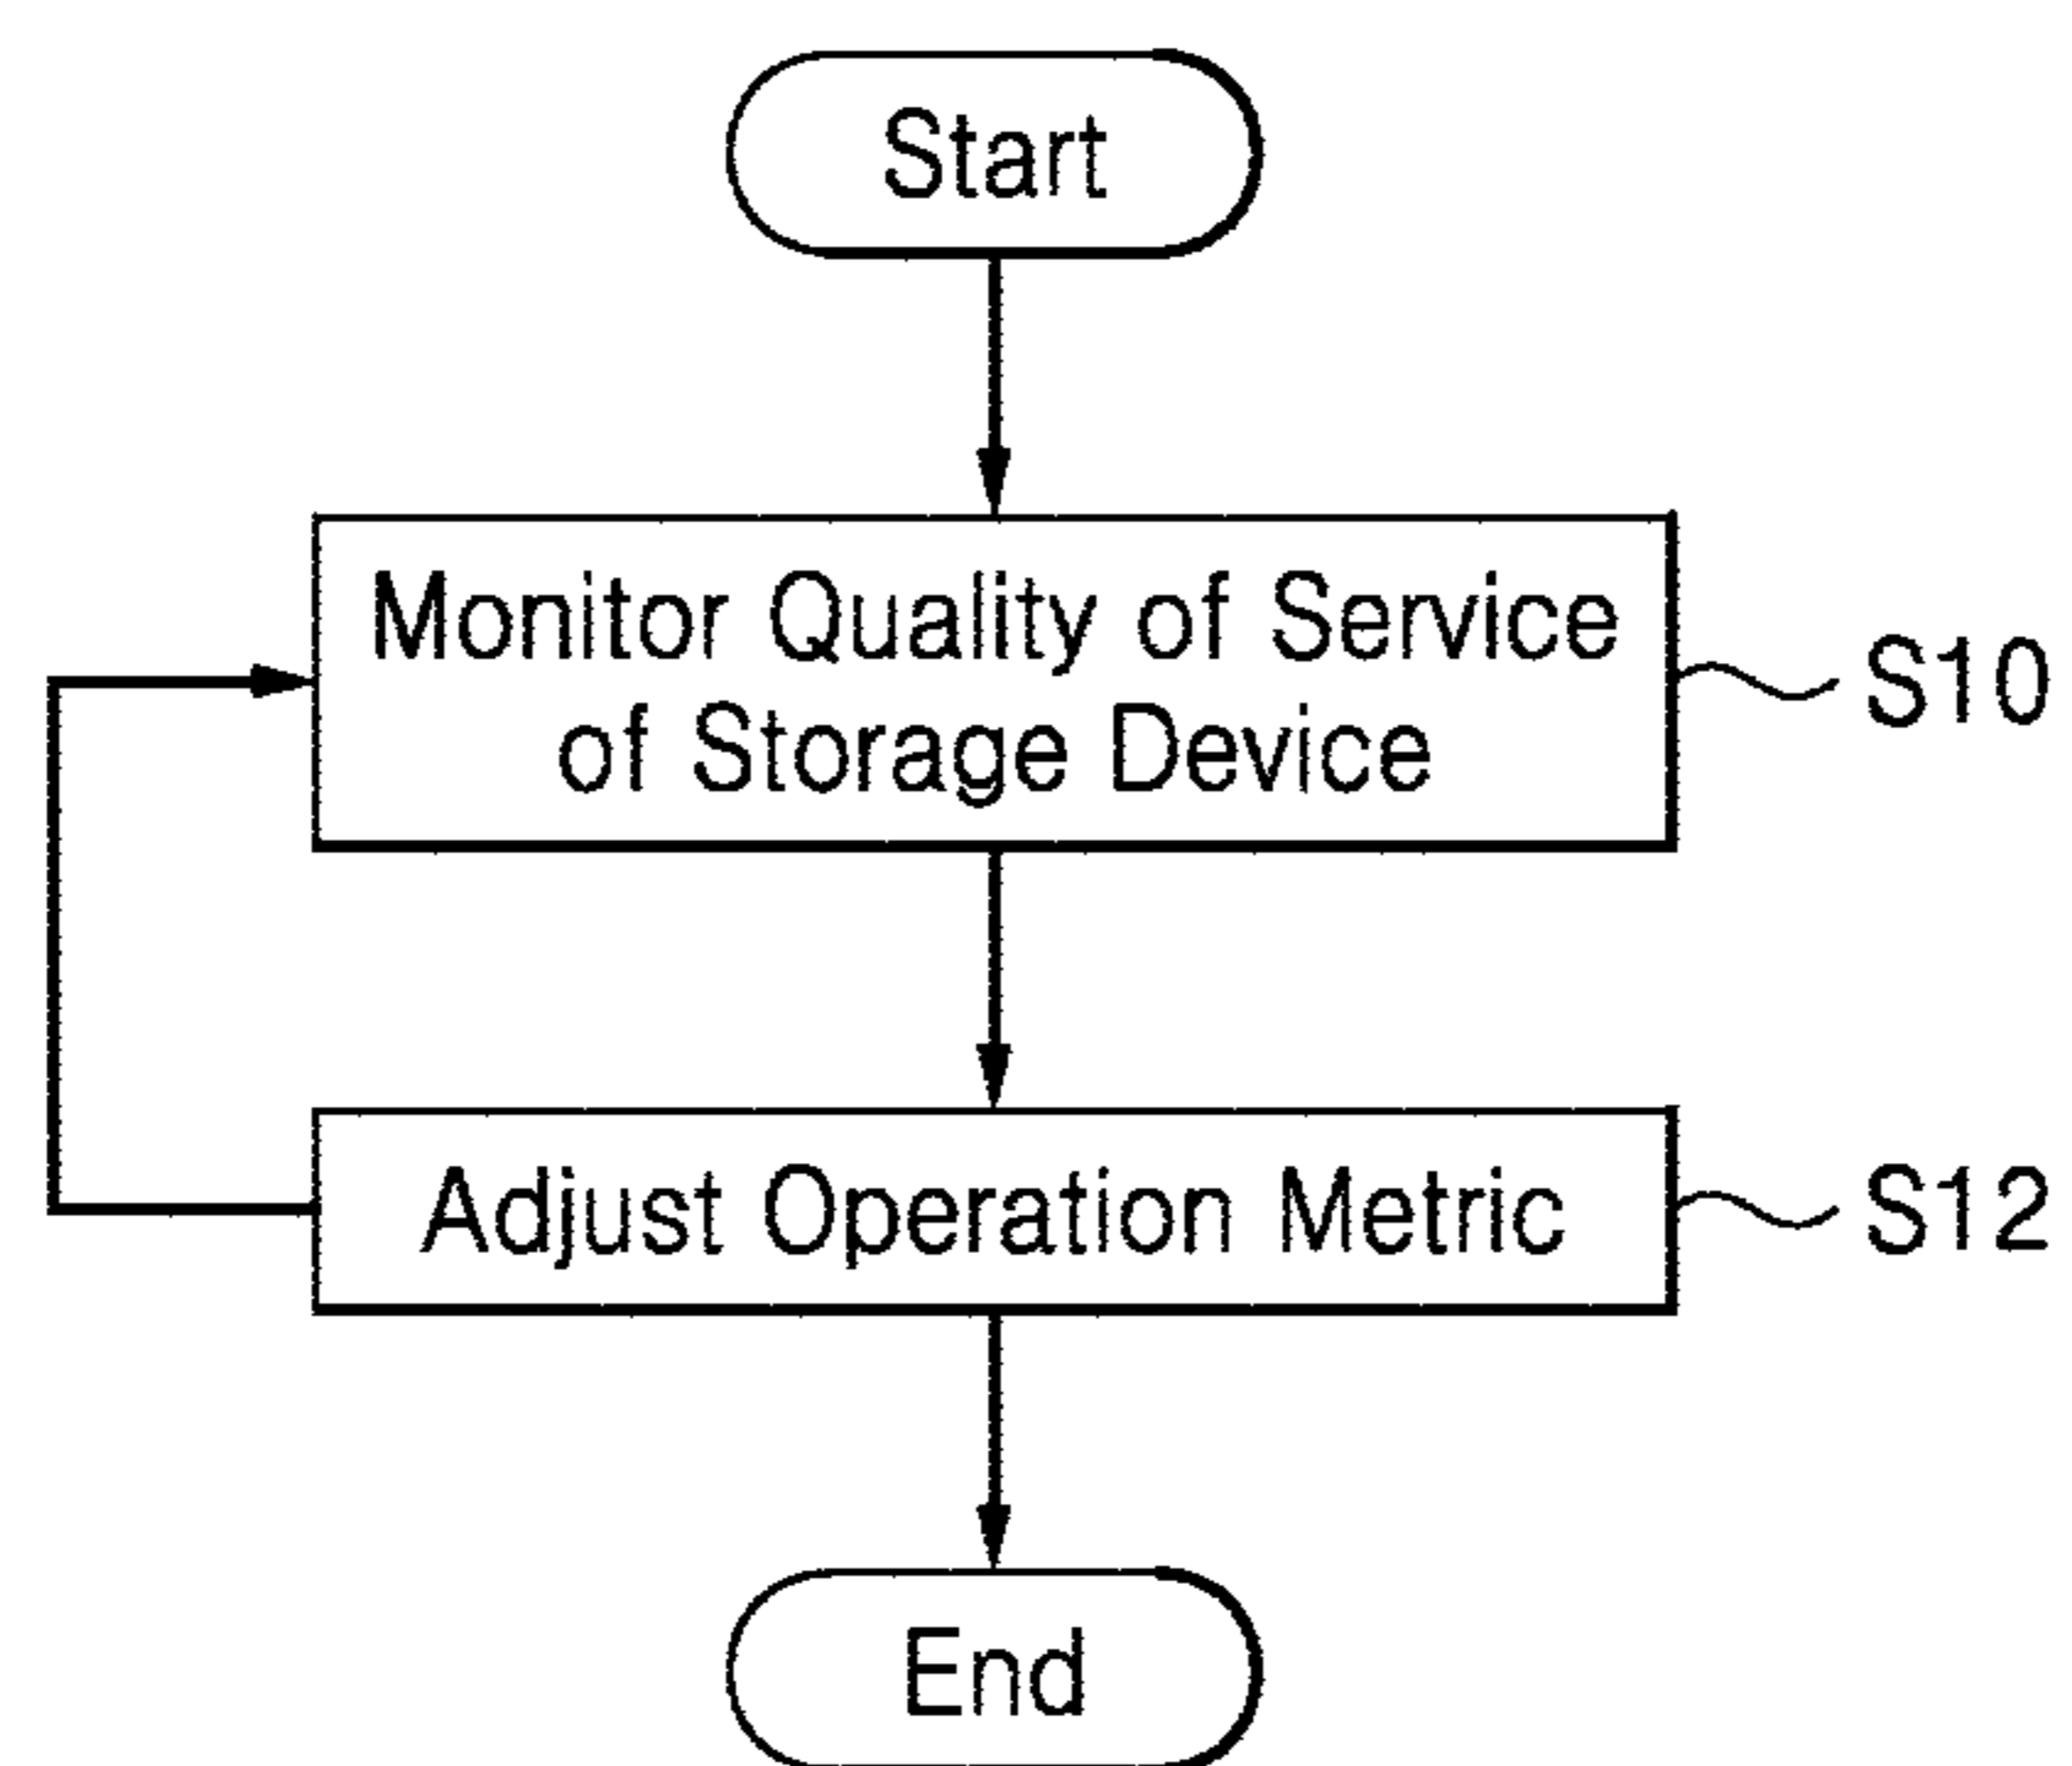 Start
Monitor Quality of Service
of Storage Device
S10
Adjust Operation Metric
S12
End